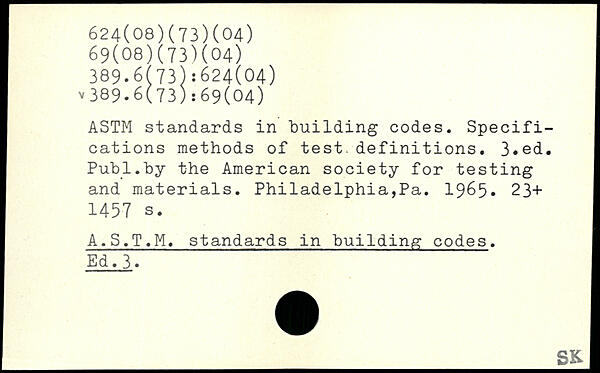 624(08)(73)(04)
69(08)(73)(04)
389.6(73):624(04)
v 389.6(73):69(04)
ASTM standards in building codes. Specifi-
cations methods of test definitions. 3.ed.
Publ.by the American society for testing
and materials. Philadelphia,Pa. 1965. 23+
1457 s.
A.S.T.M. standards in building codes.
Ed.3.
SK